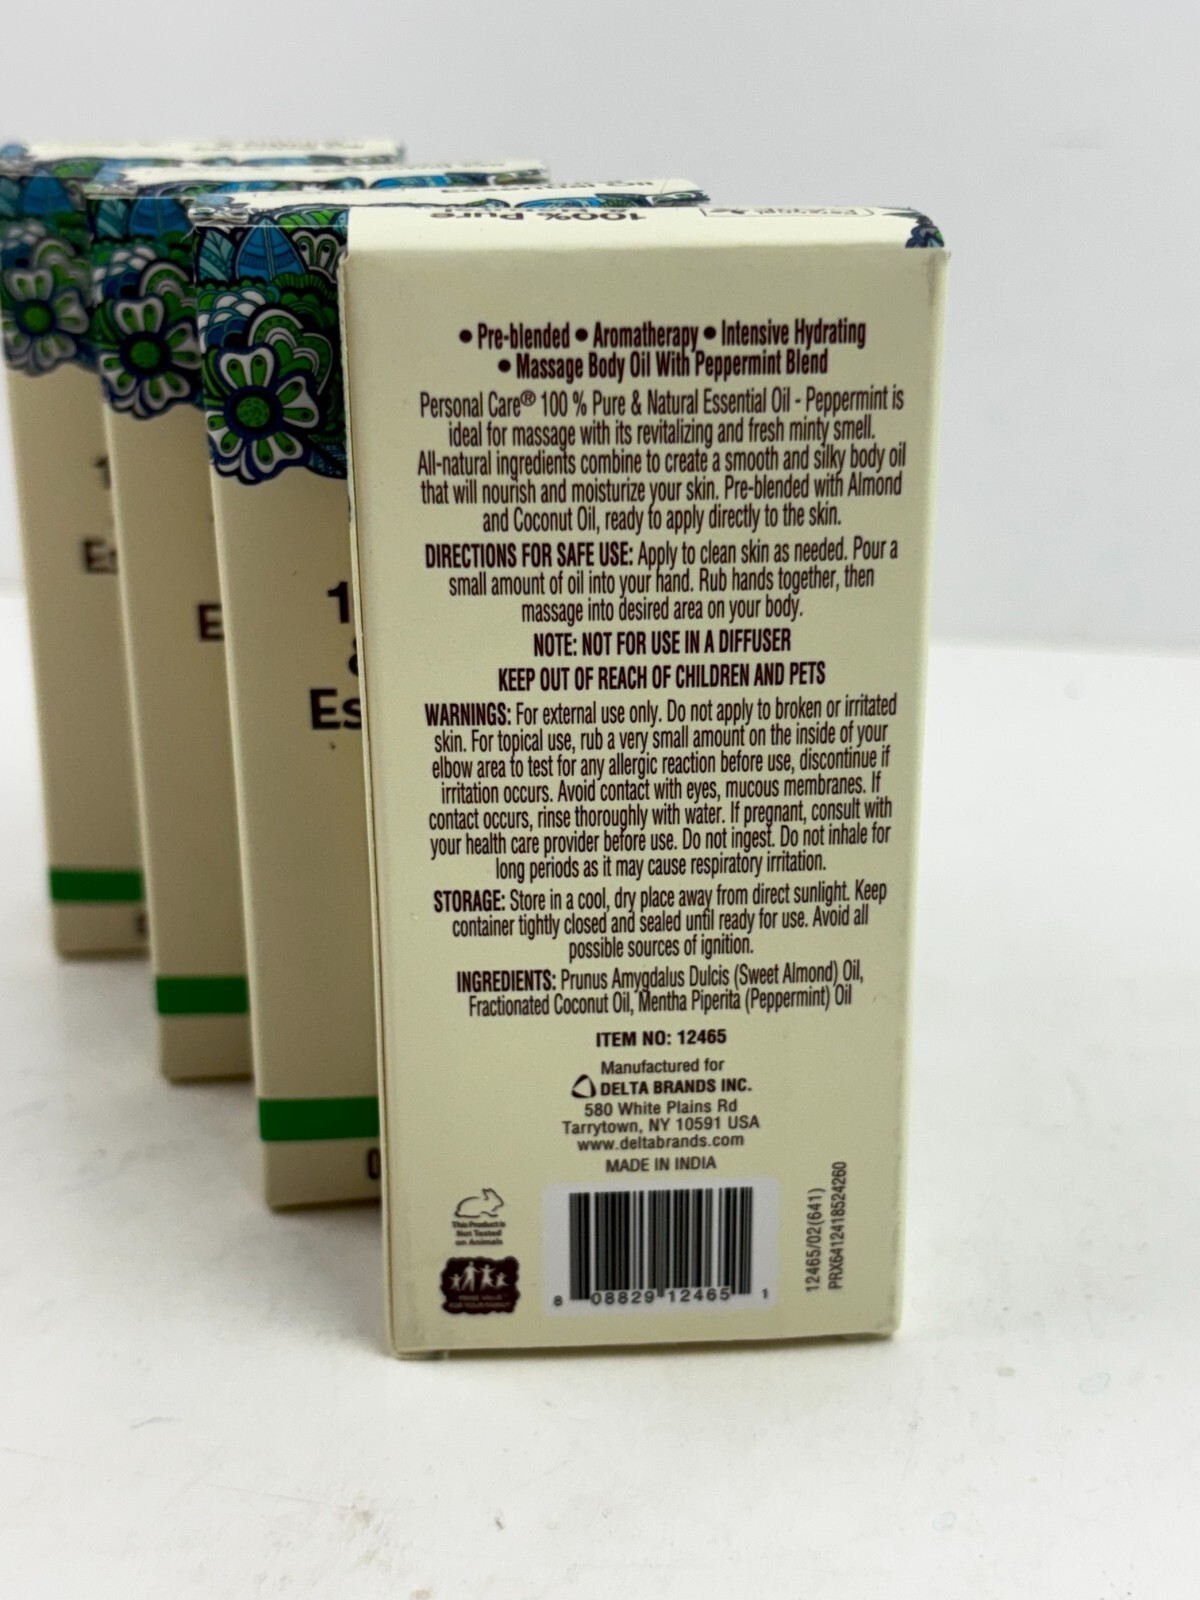 100% Pure
• Pre-blended • Aromatherapy • Intensive Hydrating
• Massage Body Oil With Peppermint Blend
Personal Care® 100 % Pure & Natural Essential Oil - Peppermint is
ideal for massage with its revitalizing and fresh minty smell.
All-natural ingredients combine to create a smooth and silky body oil
that will nourish and moisturize your skin. Pre-blended with Almond
and Coconut Oil, ready to apply directly to the skin.
DIRECTIONS FOR SAFE USE: Apply to clean skin as needed. Pour a
small amount of oil into your hand. Rub hands together, then
massage into desired area on your body.
NOTE: NOT FOR USE IN A DIFFUSER
KEEP OUT OF REACH OF CHILDREN AND PETS
WARNINGS: For external use only. Do not apply to broken or irritated
skin. For topical use, rub a very small amount on the inside of your
elbow area to test for any allergic reaction before use, discontinue if
irritation occurs. Avoid contact with eyes, mucous membranes. If
contact occurs, rinse thoroughly with water. If pregnant, consult with
your health care provider before use. Do not ingest. Do not inhale for
long periods as it may cause respiratory irritation.
STORAGE: Store in a cool, dry place away from direct sunlight. Keep
container tightly closed and sealed until ready for use. Avoid all
possible sources of ignition.
INGREDIENTS: Prunus Amygdalus Dulcis (Sweet Almond) Oil,
Fractionated Coconut Oil, Mentha Piperita (Peppermint) Oil
ITEM NO: 12465
Manufactured for
DELTA BRANDS INC.
580 White Plains Rd
Tarrytown, NY 10591 USA
www.deltabrands.com
MADE IN INDIA
This Product is
Not Tested
on Animals
FOR YOUR FAMILY
8 08829 12465 1
12465/02(641)
PRX6412418524260
1
Es
E
1
Es